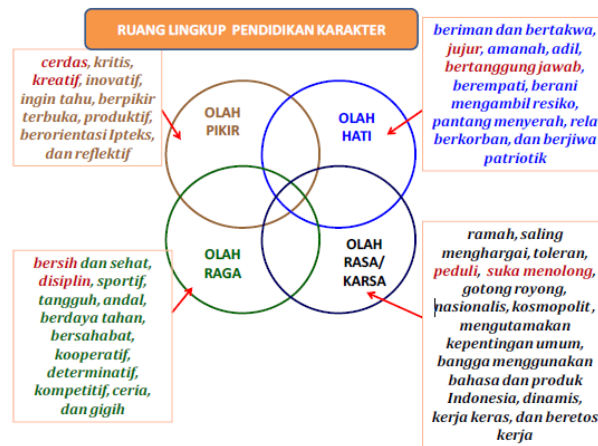 RUANG LINGKUP PENDIDIKAN KARAKTER
cerdas, kritis,
kreatif, inovatif,
ingin tahu, berpikir
terbuka, produktif,
berorientasi Ipteks,
dan reflektif
OLAH
PIKIR
OLAH
HATI
beriman dan bertakwa,
jujur, amanah, adil,
bertanggung jawab,
berempati, berani
mengambil resiko,
pantang menyerah, rela
berkorban, dan berjiwa
patriotik
bersih dan sehat,
disiplin, sportif,
tangguh, andal,
berdaya tahan,
bersahabat,
kooperatif,
determinatif,
kompetitif, ceria,
dan gigih
OLAH
RAGA
OLAH
RASA/
KARSA
ramah, saling
menghargai, toleran,
peduli, suka menolong,
gotong royong,
nasionalis, kosmopolit ,
mengutamakan
kepentingan umum,
bangga menggunakan
bahasa dan produk
Indonesia, dinamis,
kerja keras, dan beretos
kerja